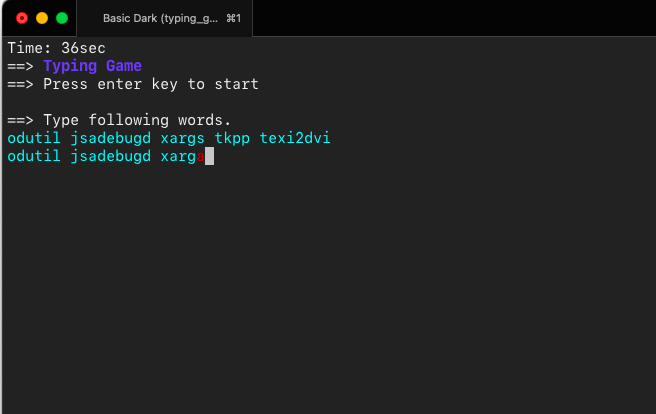 Basic Dark (typing_g... ⌘1
Time: 36sec
==> Typing Game
==> Press enter key to start
==> Type following words.
odutil jsadebugd xargs tkpp texi2dvi
odutil jsadebugd xarga